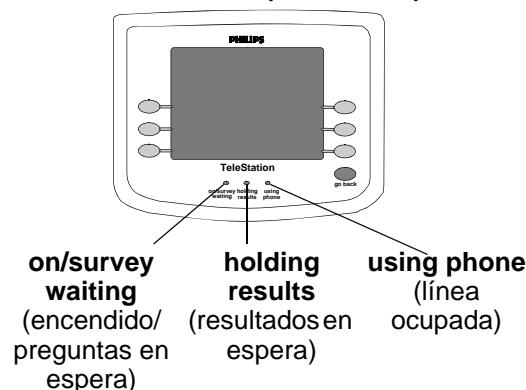 PHILIPS
TeleStation
on/survey holding using
waiting results phone
go back
on/survey
waiting
(encendido/
preguntas en
espera)
holding
results
(resultados en
espera)
using phone
(línea
ocupada)